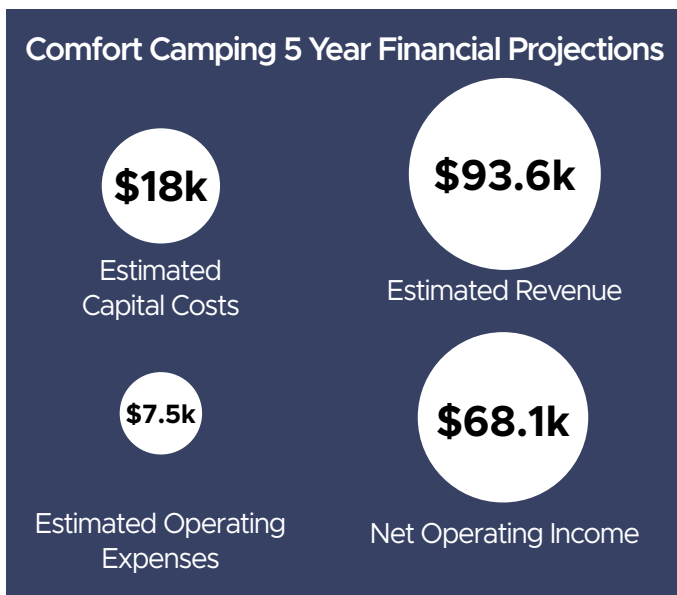 Comfort Camping 5 Year Financial Projections
$18k
Estimated
Capital Costs
$93.6k
Estimated Revenue
$7.5k
Estimated Operating
Expenses
$68.1k
Net Operating Income